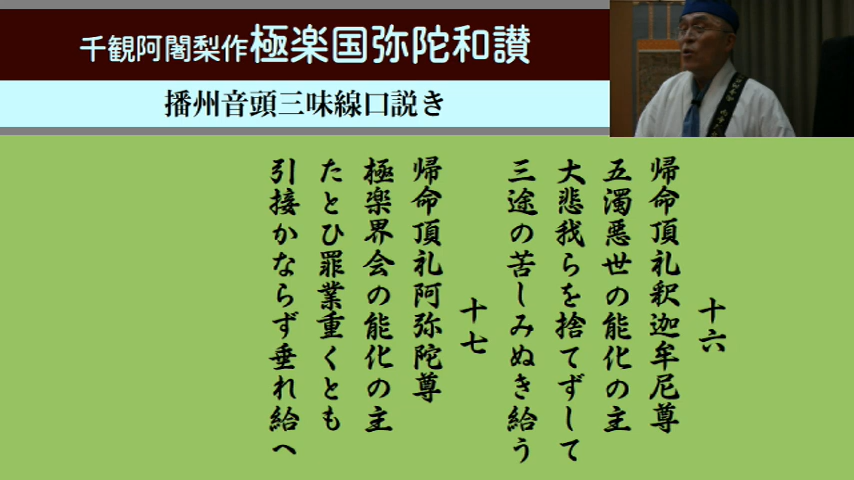 千観阿闍梨作極楽国弥陀和讃
播州音頭三味線口説き
十六
帰命頂礼釈迦牟尼尊
五濁悪世の能化の主
大悲我らを捨てずして
三途の苦しみぬき給う
十七
帰命頂礼阿弥陀尊
極楽界会の能化の主
たとひ罪業重くとも
引接かならず垂れ給へ